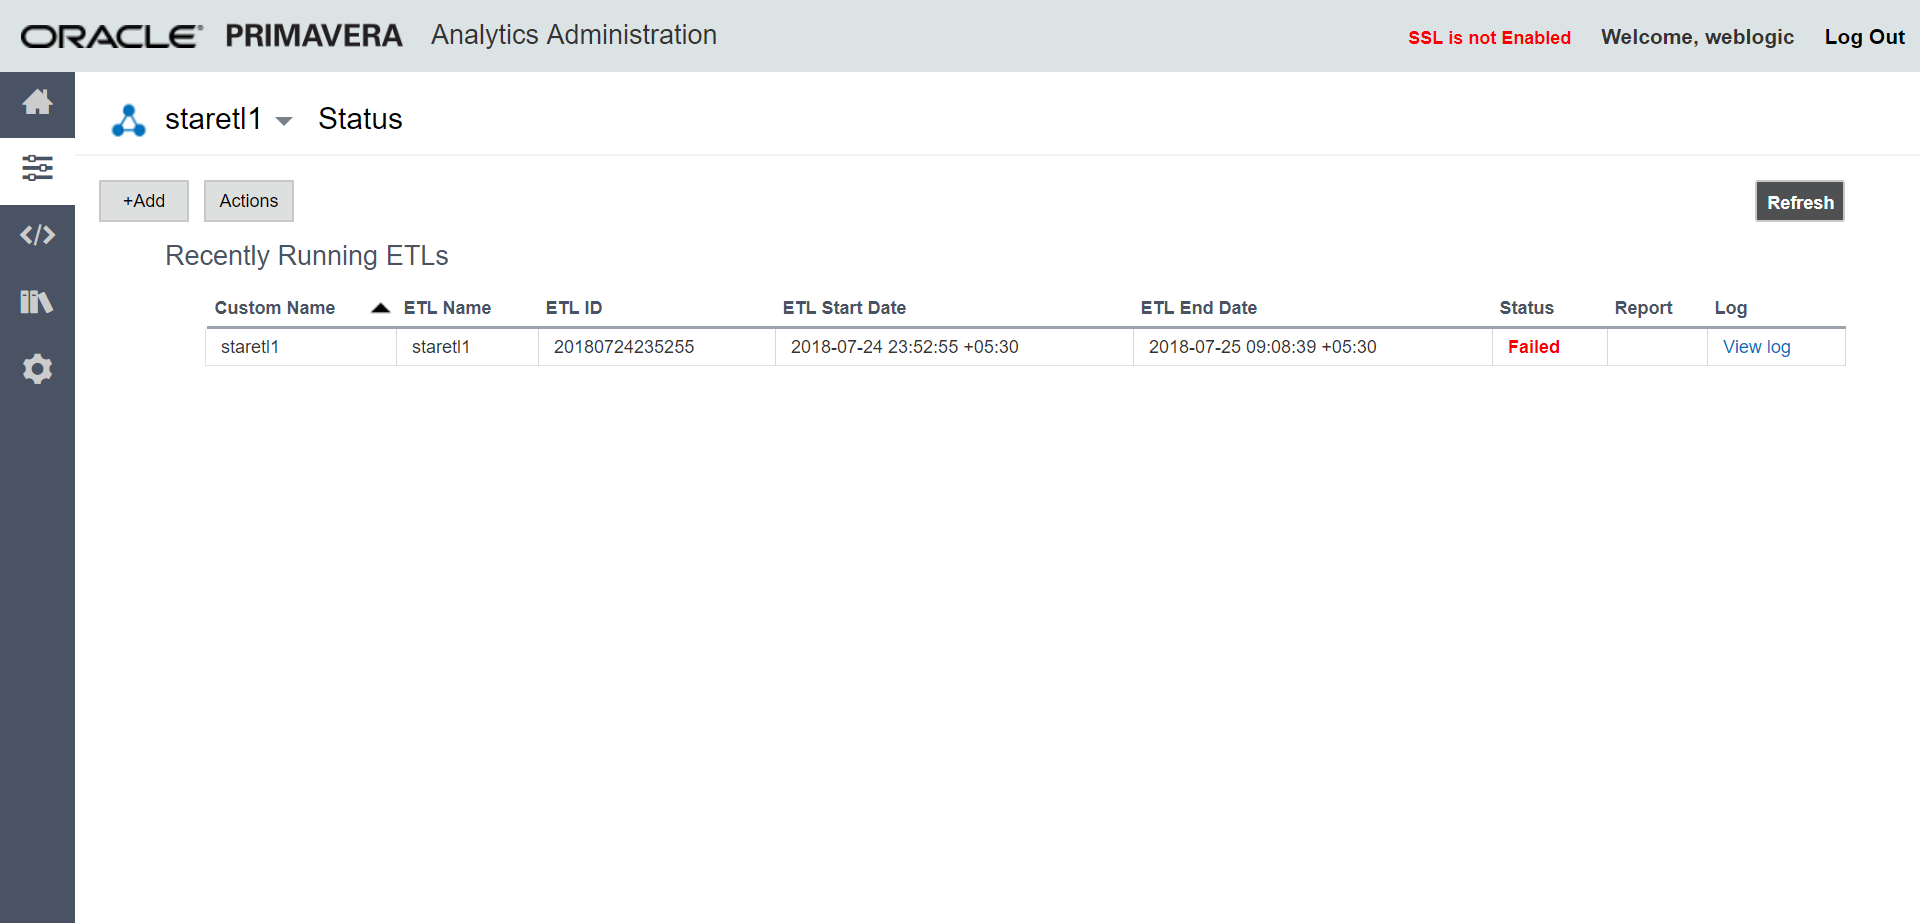 ORACLE® PRIMAVERA Analytics Administration SSL is not Enabled Welcome, weblogic Log Out
staretl1 Status
+Add Actions Refresh
Recently Running ETLs
Custom Name ETL Name ETL ID ETL Start Date ETL End Date Status Report Log
staretl1 staretl1 20180724235255 2018-07-24 23:52:55 +05:30 2018-07-25 09:08:39 +05:30 Failed View log